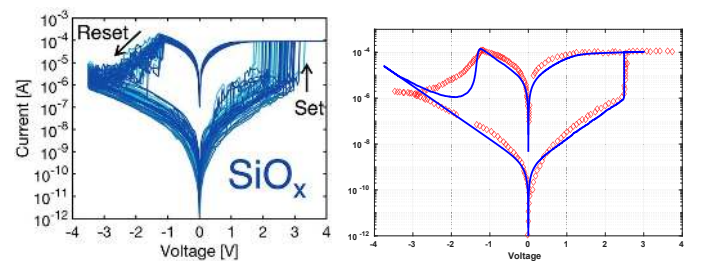 10⁻³
Reset
10⁻⁴
10⁻⁵
10⁻⁶
Set
10⁻⁷
10⁻⁸
10⁻⁹
10⁻¹⁰
SiOₓ
10⁻¹¹
10⁻¹²
-4 -3 -2 -1 0 1 2 3 4
Voltage [V]
Current [A]
10⁻⁴
10⁻⁶
10⁻⁸
10⁻¹⁰
10⁻¹²
-4 -3 -2 -1 0 1 2 3 4
Voltage